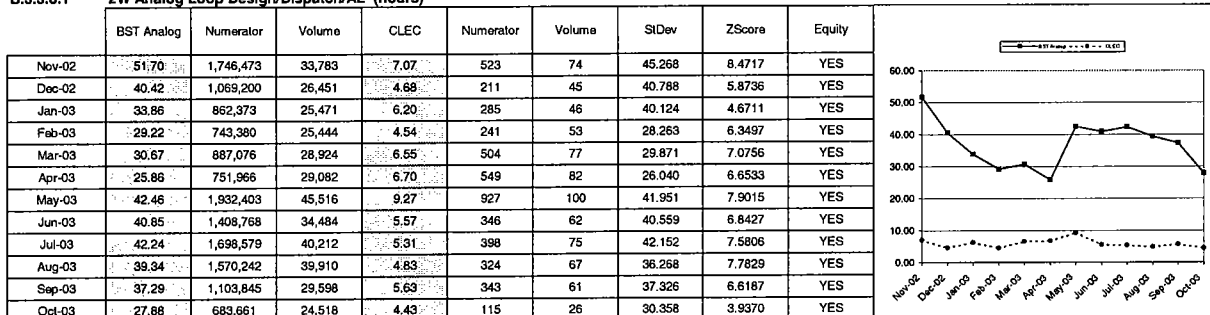 2W Analog Loop Design/Dispatch/AL (hours)
BST Analog Numerator Volume CLEC Numerator Volume StDev ZScore Equity
Nov-02 51.70 1,746,473 33,783 7.07 523 74 45.268 8.4717 YES
Dec-02 40.42 1,069,200 26,451 4.68 211 45 40.788 5.8736 YES
Jan-03 33.86 862,373 25,471 6.20 285 46 40.124 4.6711 YES
Feb-03 29.22 743,380 25,444 4.54 241 53 28.263 6.3497 YES
Mar-03 30.67 887,076 28,924 6.55 504 77 29.871 7.0756 YES
Apr-03 25.86 751,966 29,082 6.70 549 82 26.040 6.6533 YES
May-03 42.46 1,932,403 45,516 9.27 927 100 41.951 7.9015 YES
Jun-03 40.85 1,408,768 34,484 5.57 346 62 40.559 6.8427 YES
Jul-03 42.24 1,698,579 40,212 5.31 398 75 42.152 7.5806 YES
Aug-03 39.34 1,570,242 39,910 4.83 324 67 36.268 7.7829 YES
Sep-03 37.29 1,103,845 29,598 5.63 343 61 37.326 6.6187 YES
Oct-03 27.88 683,661 24,518 4.43 115 26 30.358 3.9370 YES
BST Analog CLEC
60.00
50.00
40.00
30.00
20.00
10.00
0.00
Nov-02 Dec-02 Jan-03 Feb-03 Mar-03 Apr-03 May-03 Jun-03 Jul-03 Aug-03 Sep-03 Oct-03